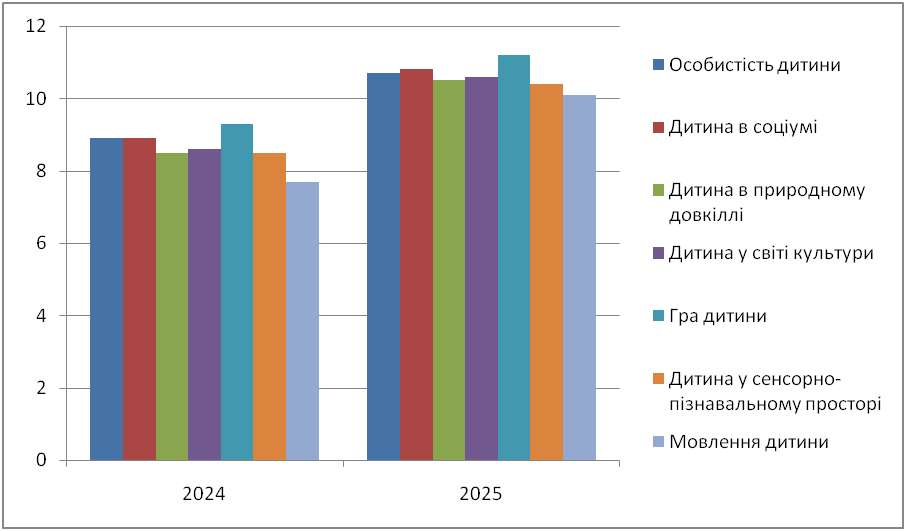 12
10
8
6
4
2
0
2024
2025
Особистість дитини
Дитина в соціумі
Дитина в природному
довкіллі
Дитина у світі культури
Гра дитини
Дитина у сенсорно-
пізнавальному просторі
Мовлення дитини